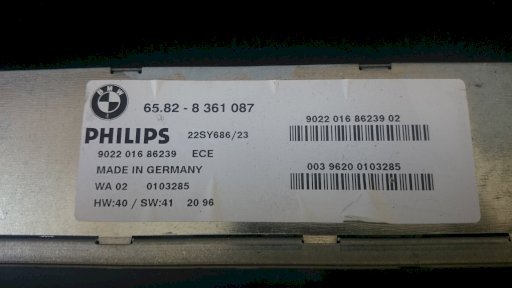 BMW
65.82 - 8 361 087
PHILIPS 22SY686/23
9022 016 86239 ECE
MADE IN GERMANY
WA 02 0103285
HW:40 / SW:41 20 96
9022 016 86239 02
003 9620 0103285